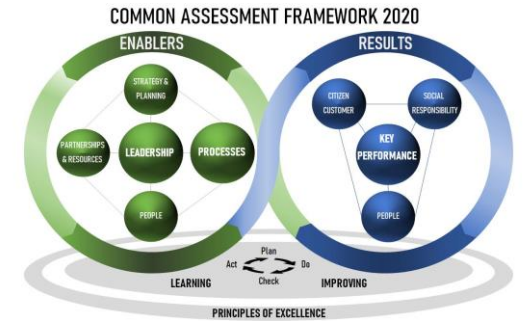 COMMON ASSESSMENT FRAMEWORK 2020
ENABLERS
RESULTS
STRATEGY &
PLANNING
PARTNERSHIPS
& RESOURCES
LEADERSHIP
PROCESSES
PEOPLE
CITIZEN
CUSTOMER
SOCIAL
RESPONSIBILITY
KEY
PERFORMANCE
PEOPLE
Plan
Act
Do
Check
LEARNING
IMPROVING
PRINCIPLES OF EXCELLENCE